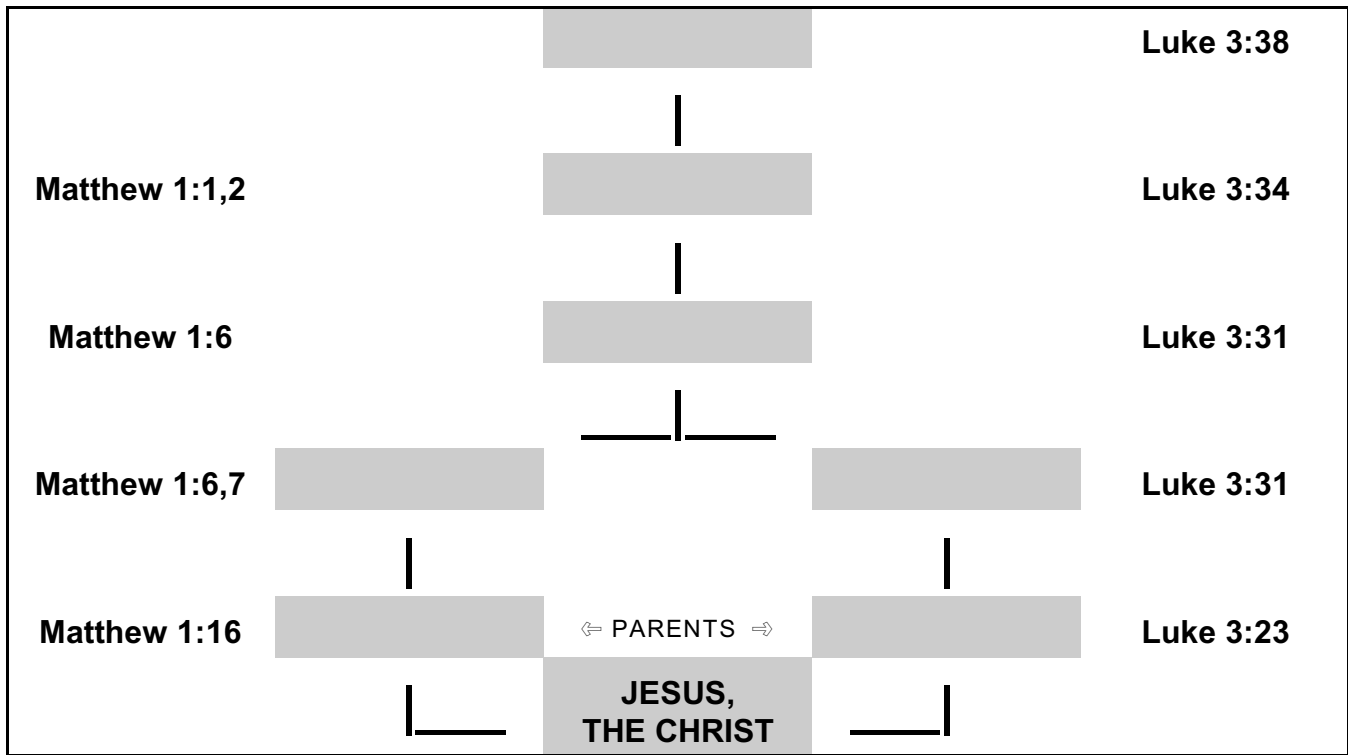 Luke 3:38
Matthew 1:1,2 Luke 3:34
Matthew 1:6 Luke 3:31
Matthew 1:6,7 Luke 3:31
Matthew 1:16 ⇦ PARENTS ⇨ Luke 3:23
JESUS,
THE CHRIST